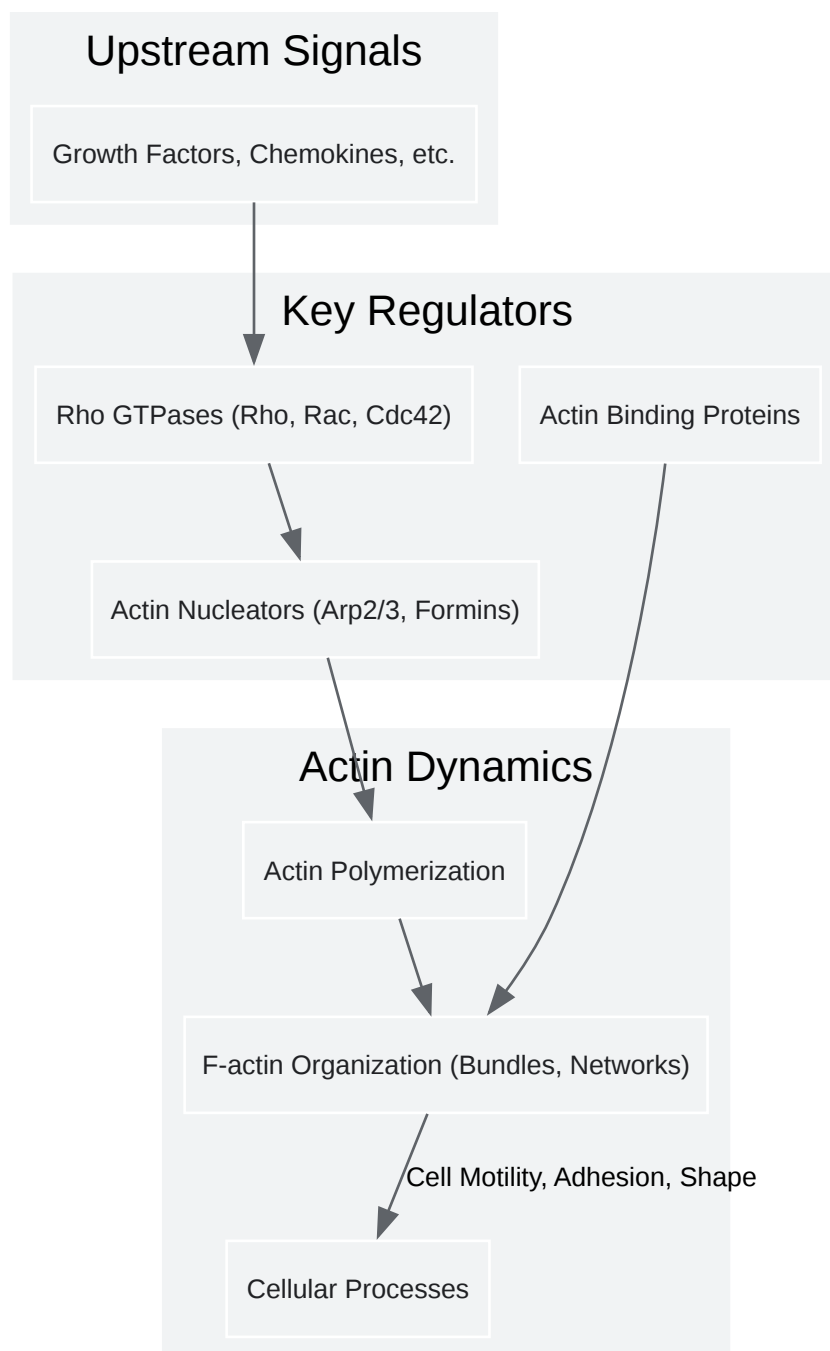 Upstream Signals
Growth Factors, Chemokines, etc.
Key Regulators
Rho GTPases (Rho, Rac, Cdc42)
Actin Binding Proteins
Actin Nucleators (Arp2/3, Formins)
Actin Dynamics
Actin Polymerization
F-actin Organization (Bundles, Networks)
Cell Motility, Adhesion, Shape
Cellular Processes